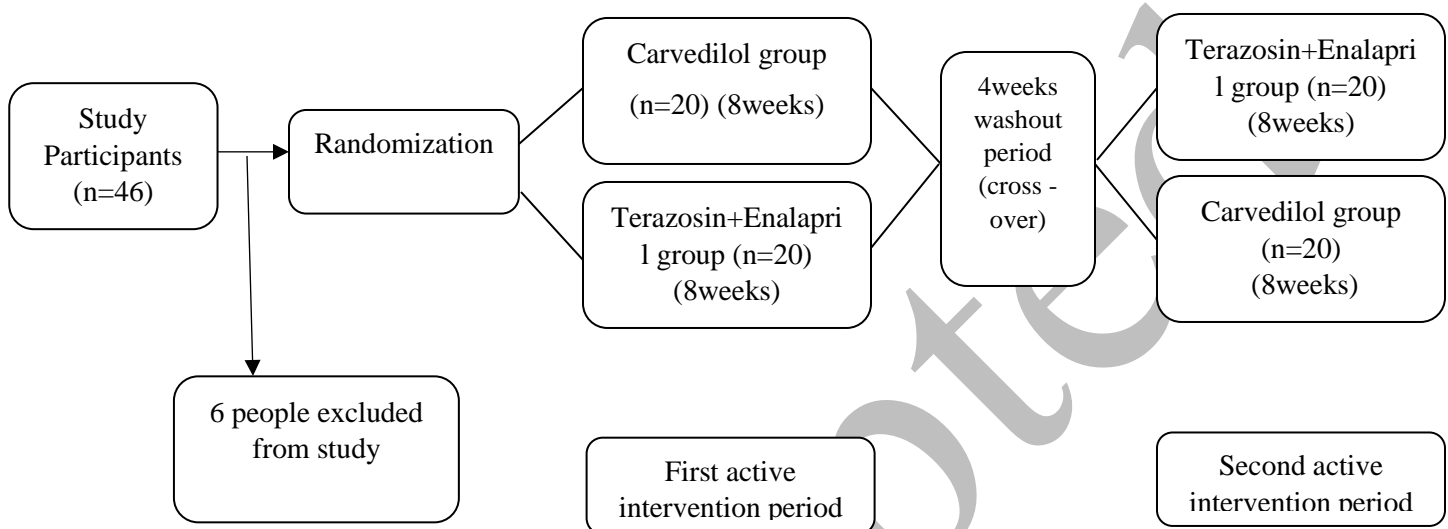 Study
Participants
(n=46)
Randomization
6 people excluded
from study
Carvedilol group
(n=20) (8weeks)
Terazosin+Enalapri
l group (n=20)
(8weeks)
First active
intervention period
4weeks
washout
period
(cross -
over)
Terazosin+Enalapri
l group (n=20)
(8weeks)
Carvedilol group
(n=20)
(8weeks)
Second active
intervention period